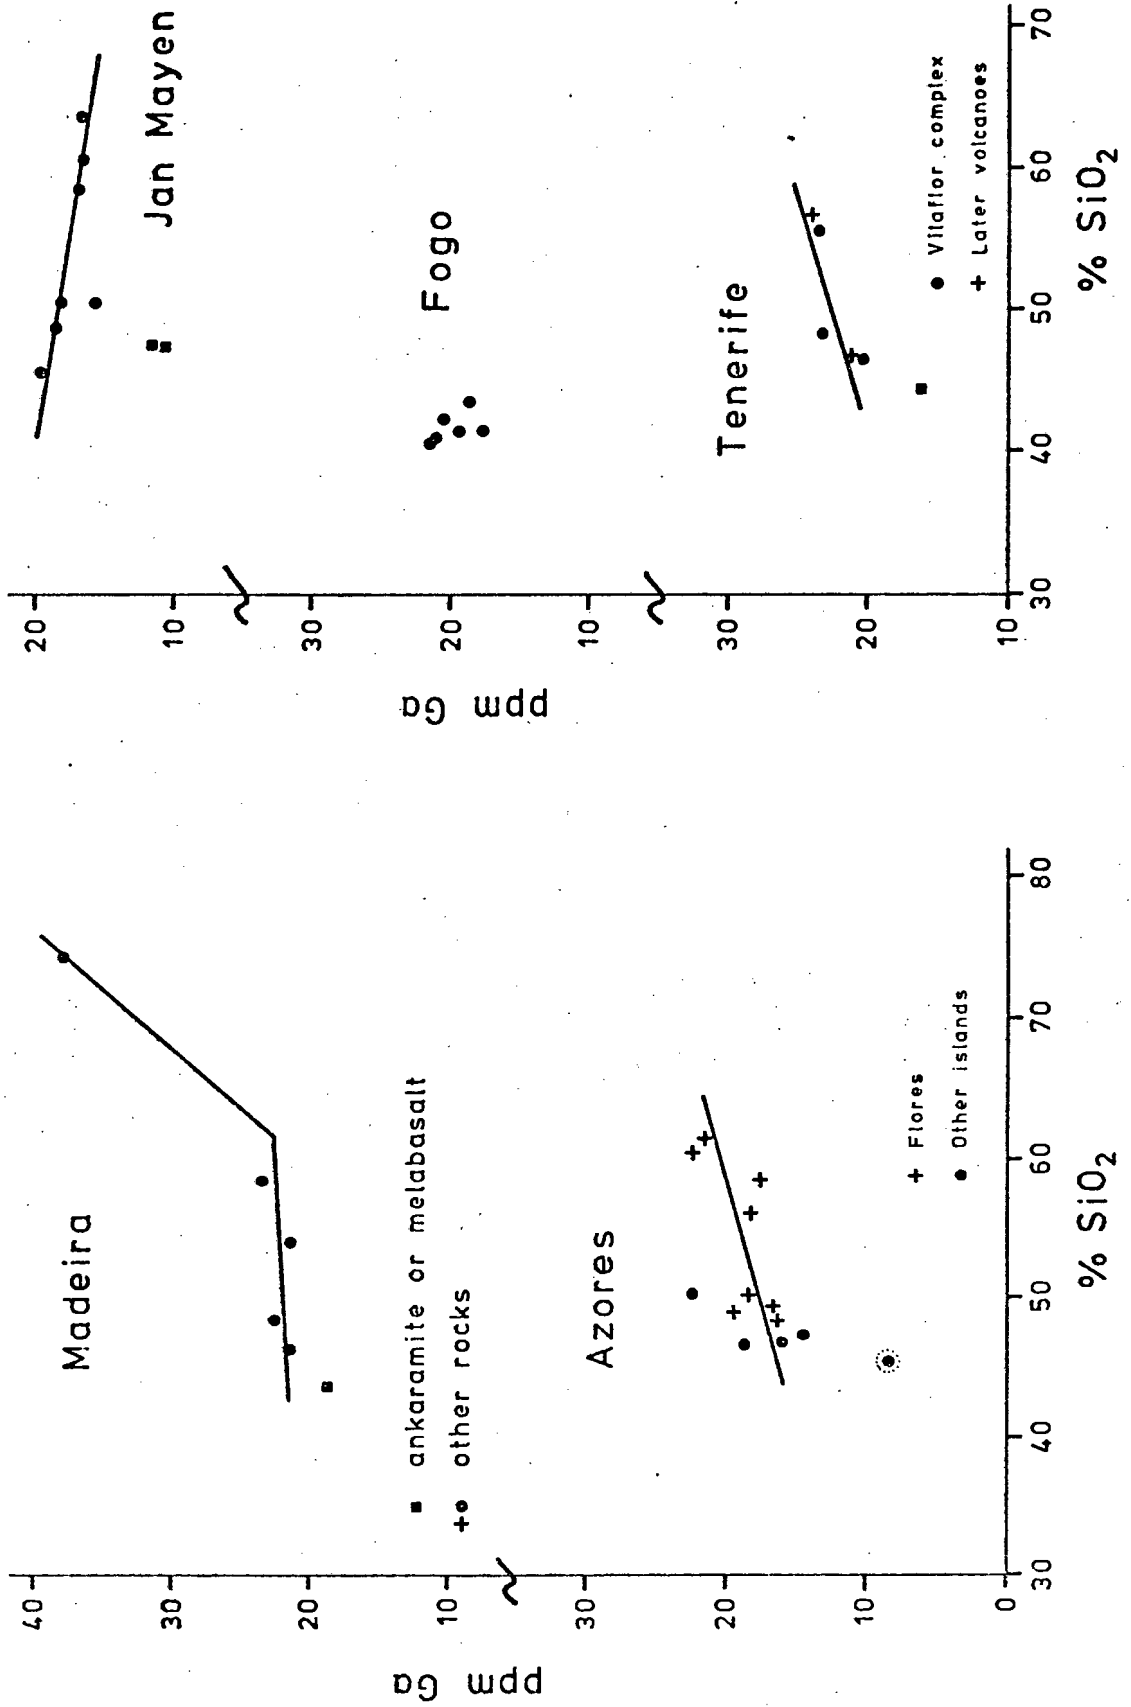 ppm Ga
40
30
20
10
Madeira
■ ankaramite or melabasalt
+● other rocks
30
20
10
0
Azores
+ Flores
● Other islands
30
40
50
60
70
80
% SiO₂
ppm Ga
20
10
Jan Mayen
30
20
Fogo
30
20
10
Tenerife
● Vilaflor complex
+ Later volcanoes
30
40
50
60
70
% SiO₂